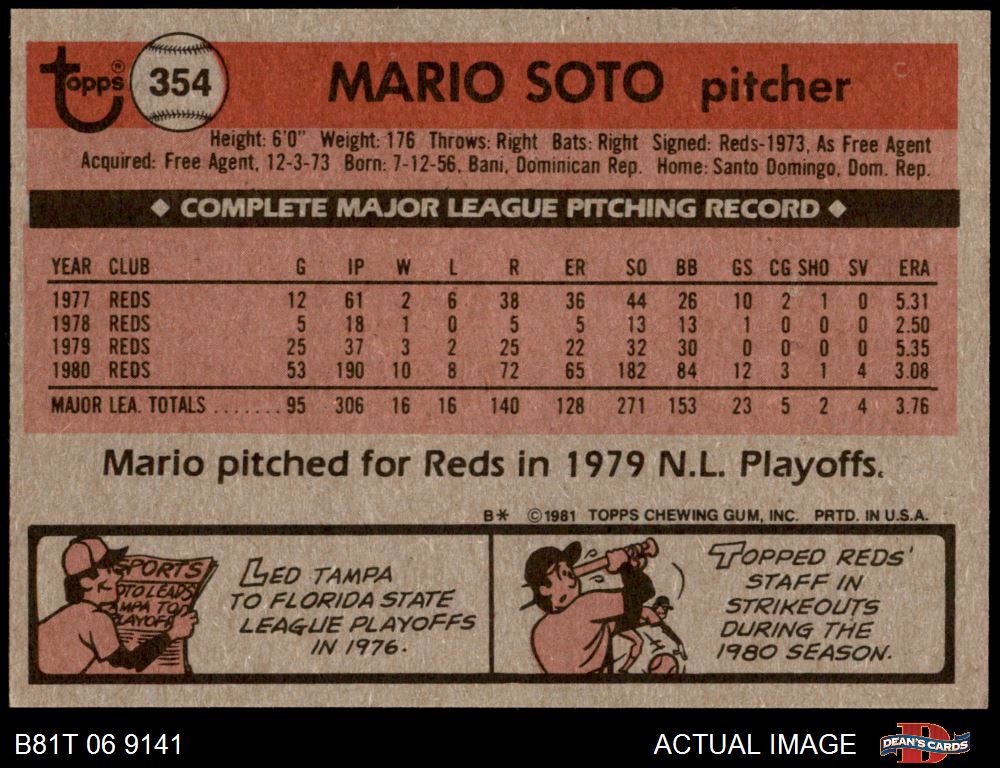 topps®
354
MARIO SOTO pitcher
C
Height: 6'0" Weight: 176 Throws: Right Bats: Right Signed: Reds-1973, As Free Agent
Acquired: Free Agent, 12-3-73 Born: 7-12-56, Bani, Dominican Rep. Home: Santo Domingo, Dom. Rep.
◆ COMPLETE MAJOR LEAGUE PITCHING RECORD ◆
YEAR CLUB G IP W L R ER SO BB GS CG SHO SV ERA
1977 REDS 12 61 2 6 38 36 44 26 10 2 1 0 5.31
1978 REDS 5 18 1 0 5 5 13 13 1 0 0 0 2.50
1979 REDS 25 37 3 2 25 22 32 30 0 0 0 0 5.35
1980 REDS 53 190 10 8 72 65 182 84 12 3 1 4 3.08
MAJOR LEA. TOTALS ....... 95 306 16 16 140 128 271 153 23 5 2 4 3.76
Mario pitched for Reds in 1979 N.L. Playoffs.
B* ©1981 TOPPS CHEWING GUM, INC. PRTD. IN U.S.A.
SPORTS
OTO LEADS
AMPA TO
LAYOFF
LED TAMPA
TO FLORIDA STATE
LEAGUE PLAYOFFS
IN 1976.
TOPPED REDS'
STAFF IN
STRIKEOUTS
DURING THE
1980 SEASON.
B81T 06 9141
ACTUAL IMAGE
DEAN'S CARDS